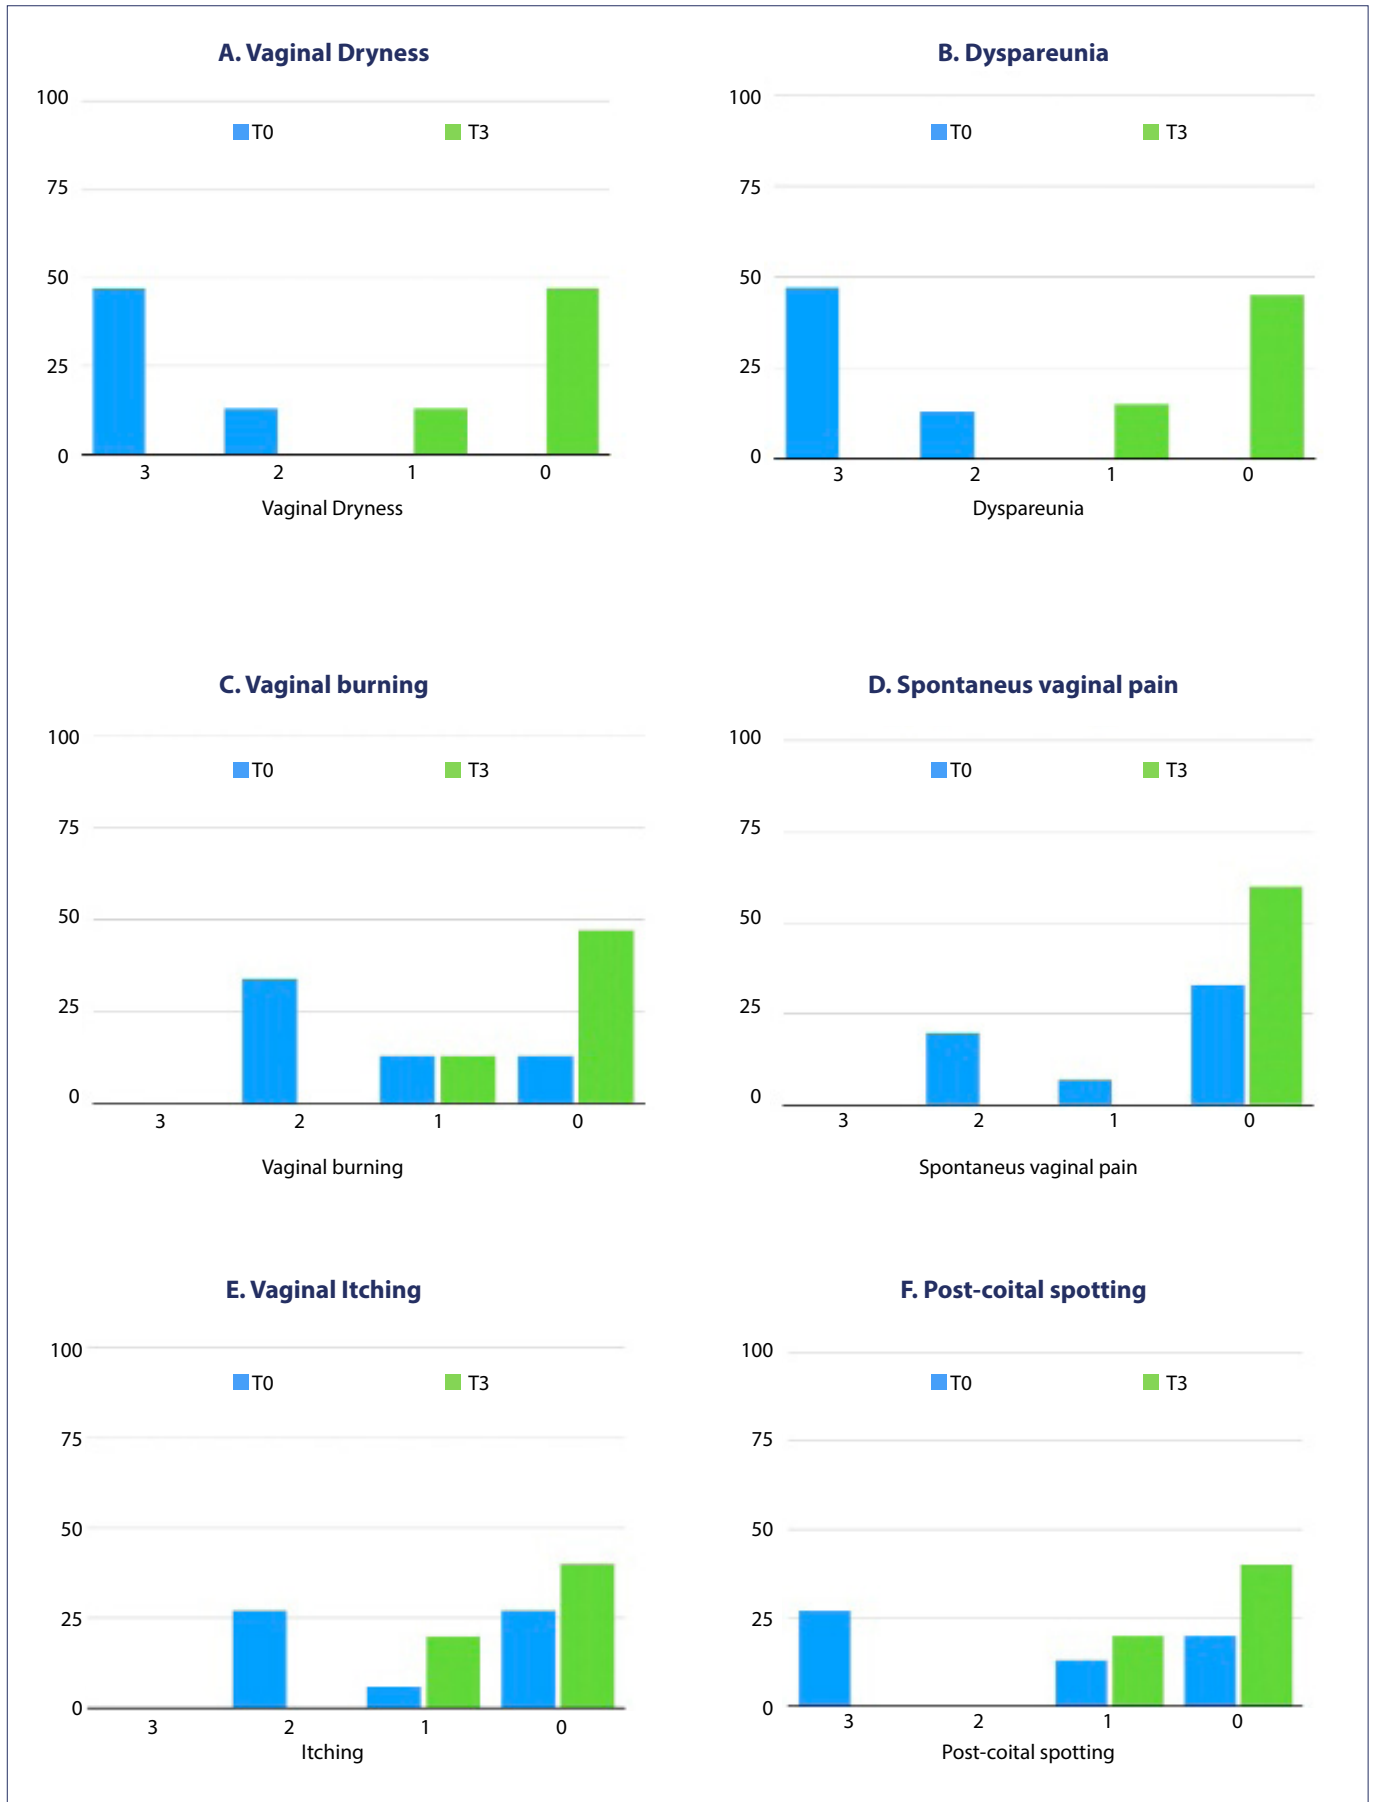 A. Vaginal Dryness
100
T0 T3
75
50
25
0
3 2 1 0
Vaginal Dryness
B. Dyspareunia
100
T0 T3
75
50
25
0
3 2 1 0
Dyspareunia
C. Vaginal burning
100
T0 T3
75
50
25
0
3 2 1 0
Vaginal burning
D. Spontaneus vaginal pain
100
T0 T3
75
50
25
0
3 2 1 0
Spontaneus vaginal pain
E. Vaginal Itching
100
T0 T3
75
50
25
0
3 2 1 0
Itching
F. Post-coital spotting
100
T0 T3
75
50
25
0
3 2 1 0
Post-coital spotting